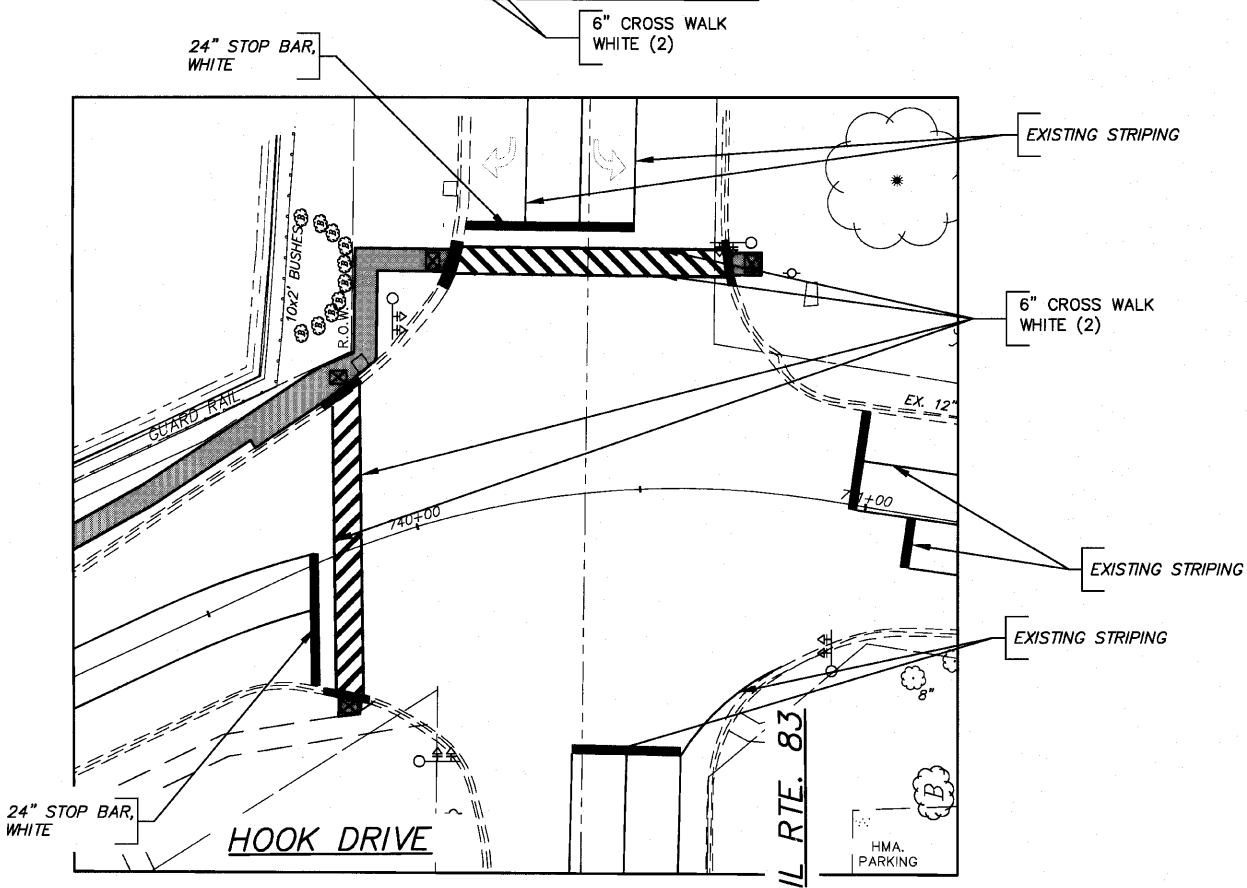 6" CROSS WALK
WHITE (2)
24" STOP BAR,
WHITE
EXISTING STRIPING
10x2' BUSHES
R.O.W.
6" CROSS WALK
WHITE (2)
GUARD RAIL
EX. 12"
740+00
741+00
EXISTING STRIPING
EXISTING STRIPING
8"
24" STOP BAR,
WHITE
HOOK DRIVE
IL RTE. 83
B
HMA.
PARKING